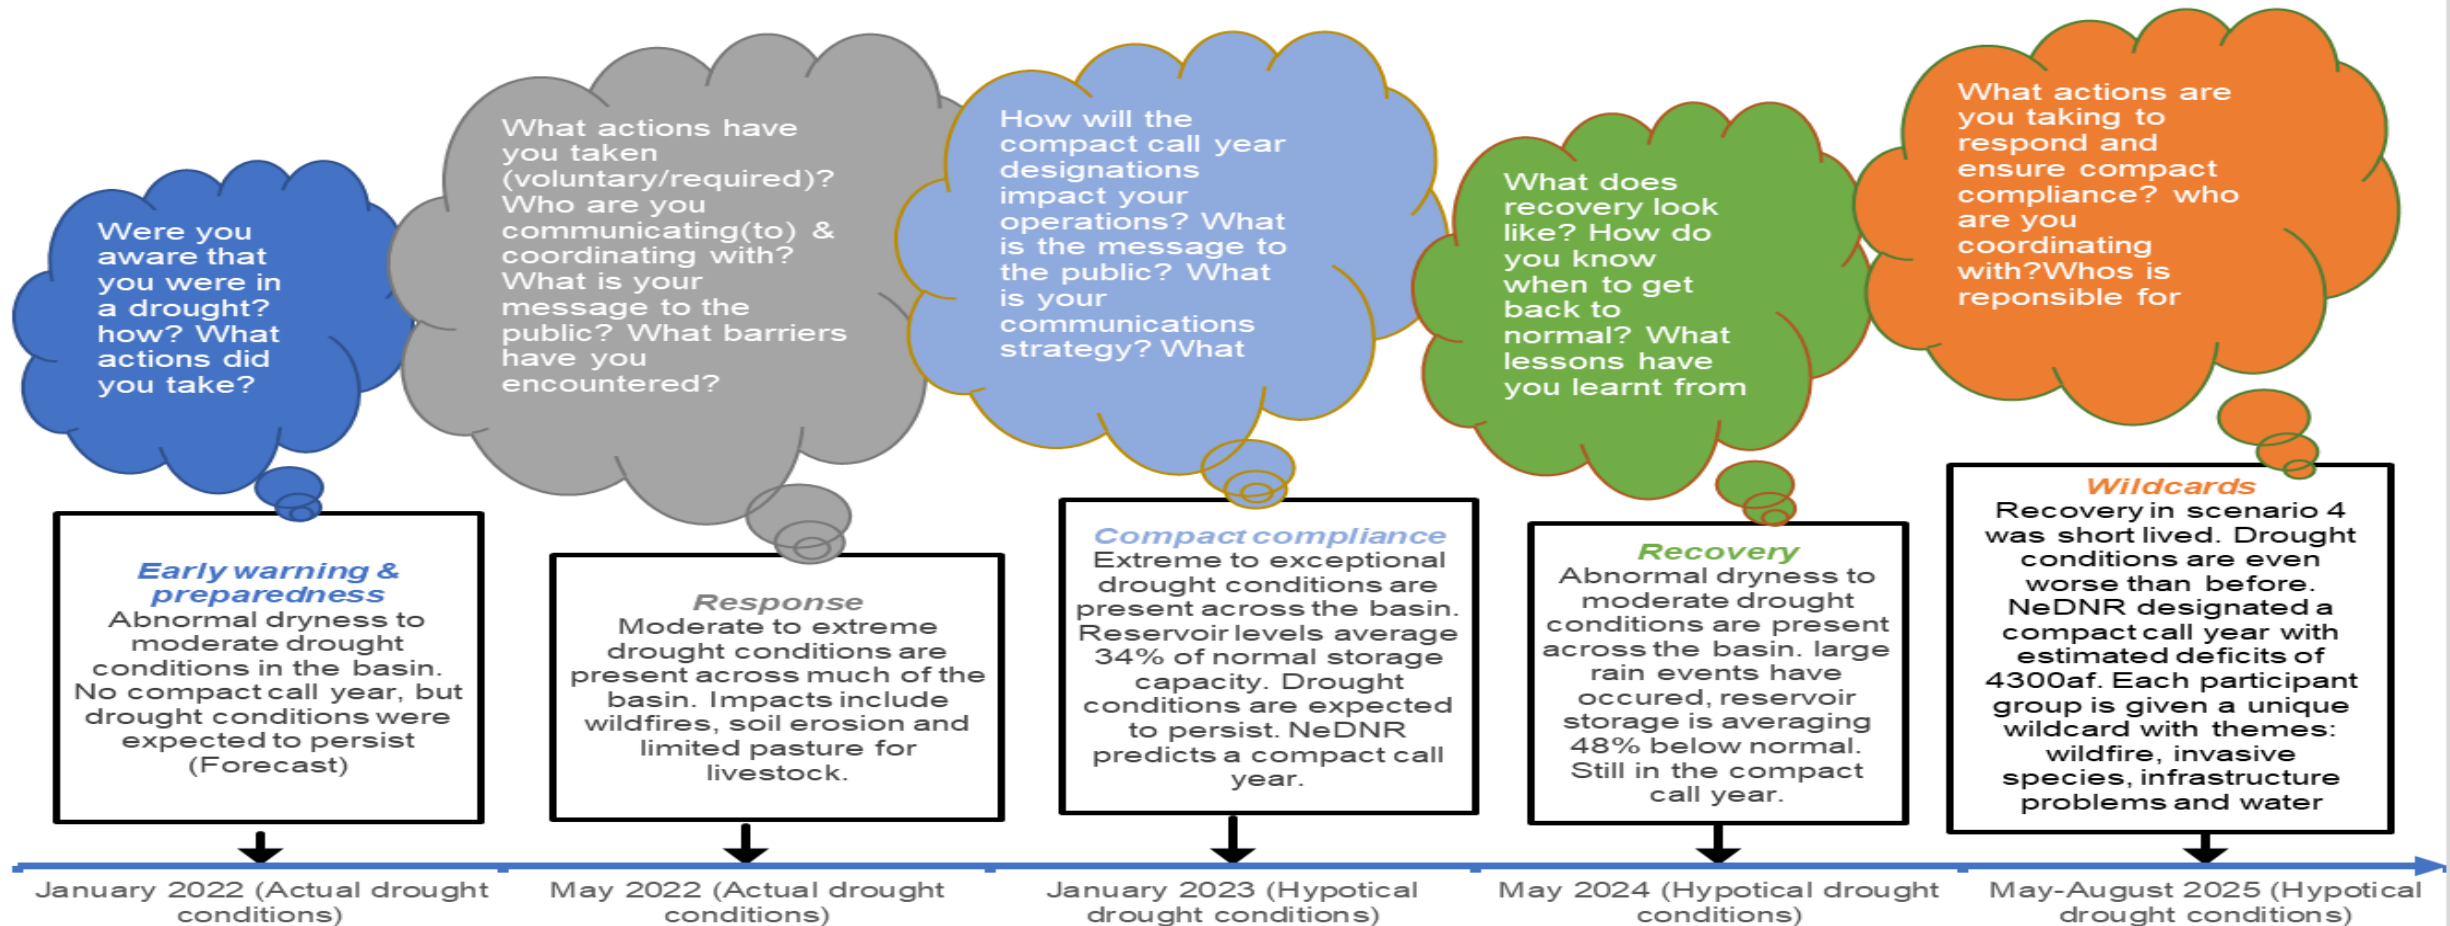 Were you
aware that
you were in
a drought?
how? What
actions did
you take?
What actions have
you taken
(voluntary/required)?
Who are you
communicating(to) &
coordinating with?
What is your
message to the
public? What barriers
have you
encountered?
How will the
compact call year
designations
impact your
operations? What
is the message to
the public? What
is your
communications
strategy? What
What does
recovery look
like? How do
you know
when to get
back to
normal? What
lessons have
you learnt from
What actions are
you taking to
respond and
ensure compact
compliance? who
are you
coordinating
with?Whos is
reponsible for
Early warning &
preparedness
Abnormal dryness to
moderate drought
conditions in the basin.
No compact call year, but
drought conditions were
expected to persist
(Forecast)
Response
Moderate to extreme
drought conditions are
present across much of the
basin. Impacts include
wildfires, soil erosion and
limited pasture for
livestock.
Compact compliance
Extreme to exceptional
drought conditions are
present across the basin.
Reservoir levels average
34% of normal storage
capacity. Drought
conditions are expected
to persist. NeDNR
predicts a compact call
year.
Recovery
Abnormal dryness to
moderate drought
conditions are present
across the basin. large
rain events have
occured, reservoir
storage is averaging
48% below normal.
Still in the compact
call year.
Wildcards
Recovery in scenario 4
was short lived. Drought
conditions are even
worse than before.
NeDNR designated a
compact call year with
estimated deficits of
4300af. Each participant
group is given a unique
wildcard with themes:
wildfire, invasive
species, infrastructure
problems and water
January 2022 (Actual drought
conditions)
May 2022 (Actual drought
conditions)
January 2023 (Hypotical
drought conditions)
May 2024 (Hypotical drought
conditions)
May-August 2025 (Hypotical
drought conditions)